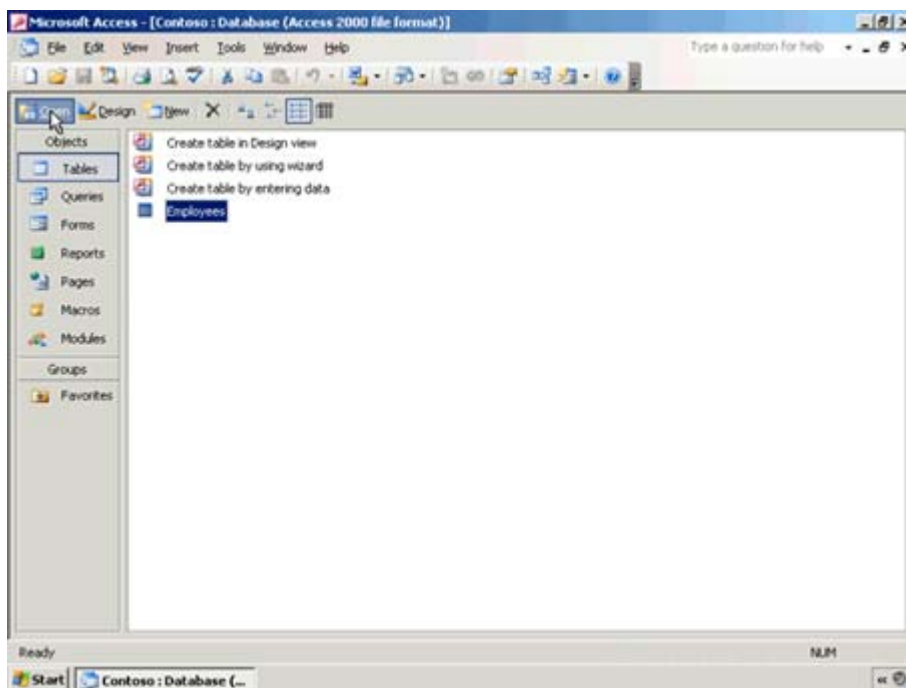 Microsoft Access - [Contoso : Database (Access 2000 file format)]
File Edit View Insert Tools Window Help Type a question for help
Open Design New
Objects
Tables
Queries
Forms
Reports
Pages
Macros
Modules
Groups
Favorites
Create table in Design view
Create table by using wizard
Create table by entering data
Employees
Ready NUM
Start Contoso : Database (...